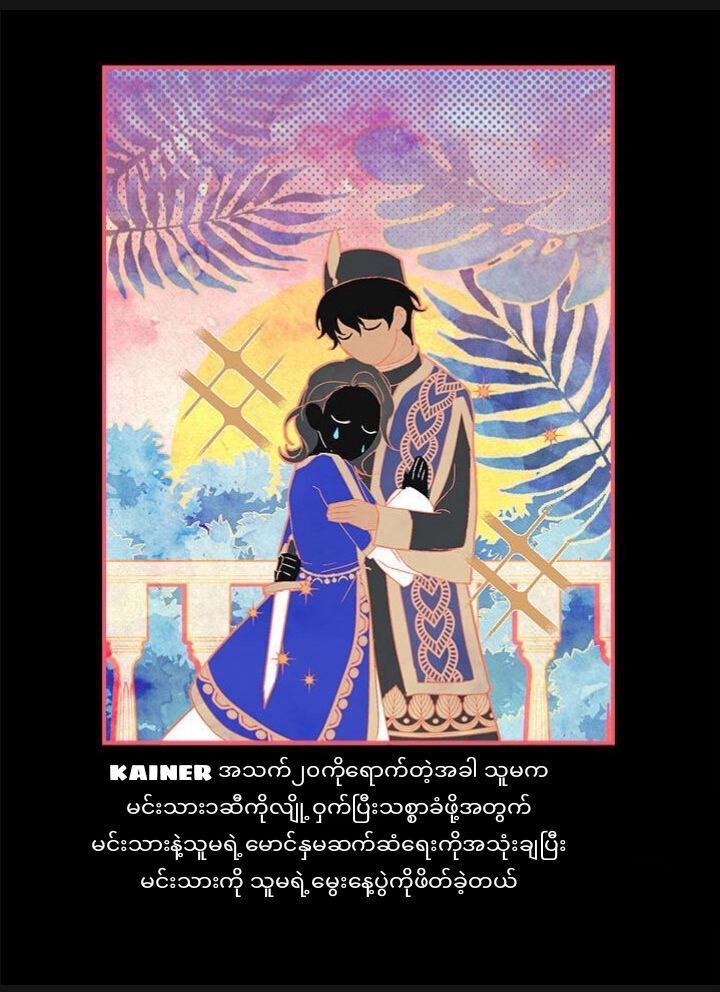 KAINER အသက်၂၀ကိုရောက်တဲ့အခါ သူမက
မင်းသား၁ဆီကိုလျို့ဝှက်ပြီးသစ္စာခံဖို့အတွက်
မင်းသားနဲ့သူမရဲ့မောင်နှမဆက်ဆံရေးကိုအသုံးချပြီး
မင်းသားကို သူမရဲ့မွေးနေ့ပွဲကိုဖိတ်ခဲ့တယ်